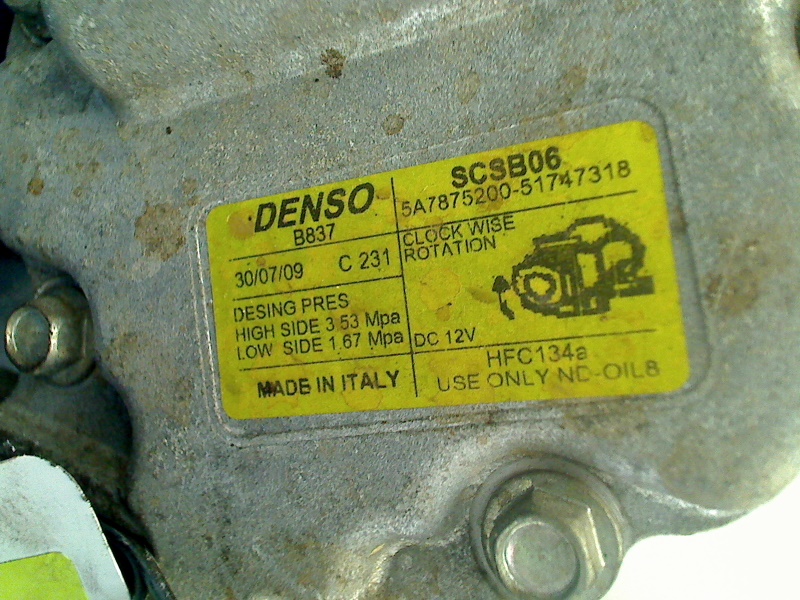 DENSO
B837
30/07/09 C 231
DESING PRES
HIGH SIDE 3.53 Mpa
LOW SIDE 1.67 Mpa
MADE IN ITALY
SCSB06
5A7875200-51747318
CLOCK WISE
ROTATION
DC 12V
HFC134a
USE ONLY ND-OIL8